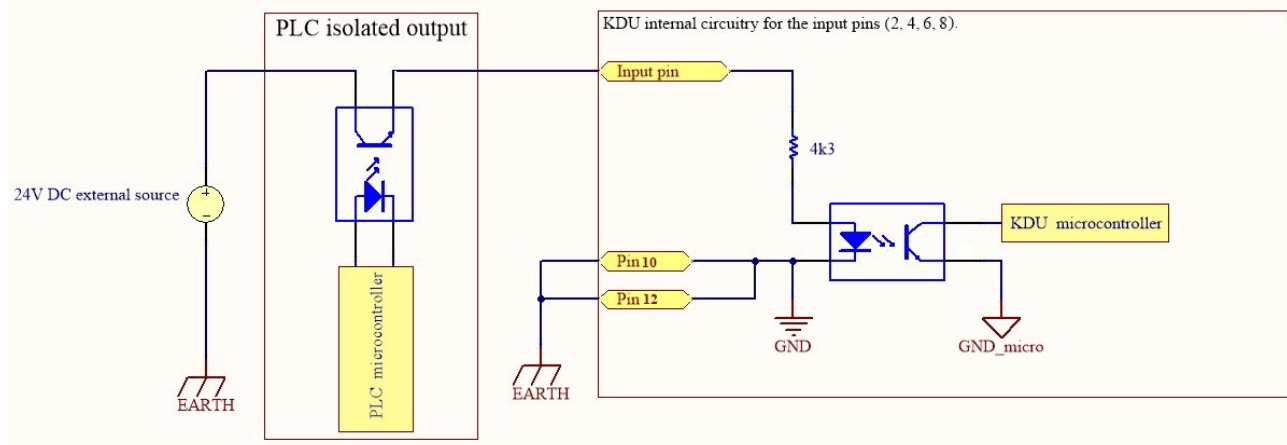 PLC isolated output
KDU internal circuitry for the input pins (2, 4, 6, 8).
Input pin
4k3
24V DC external source
+
−
KDU microcontroller
Pin 10
Pin 12
PLC microcontroller
GND
GND_micro
EARTH
EARTH